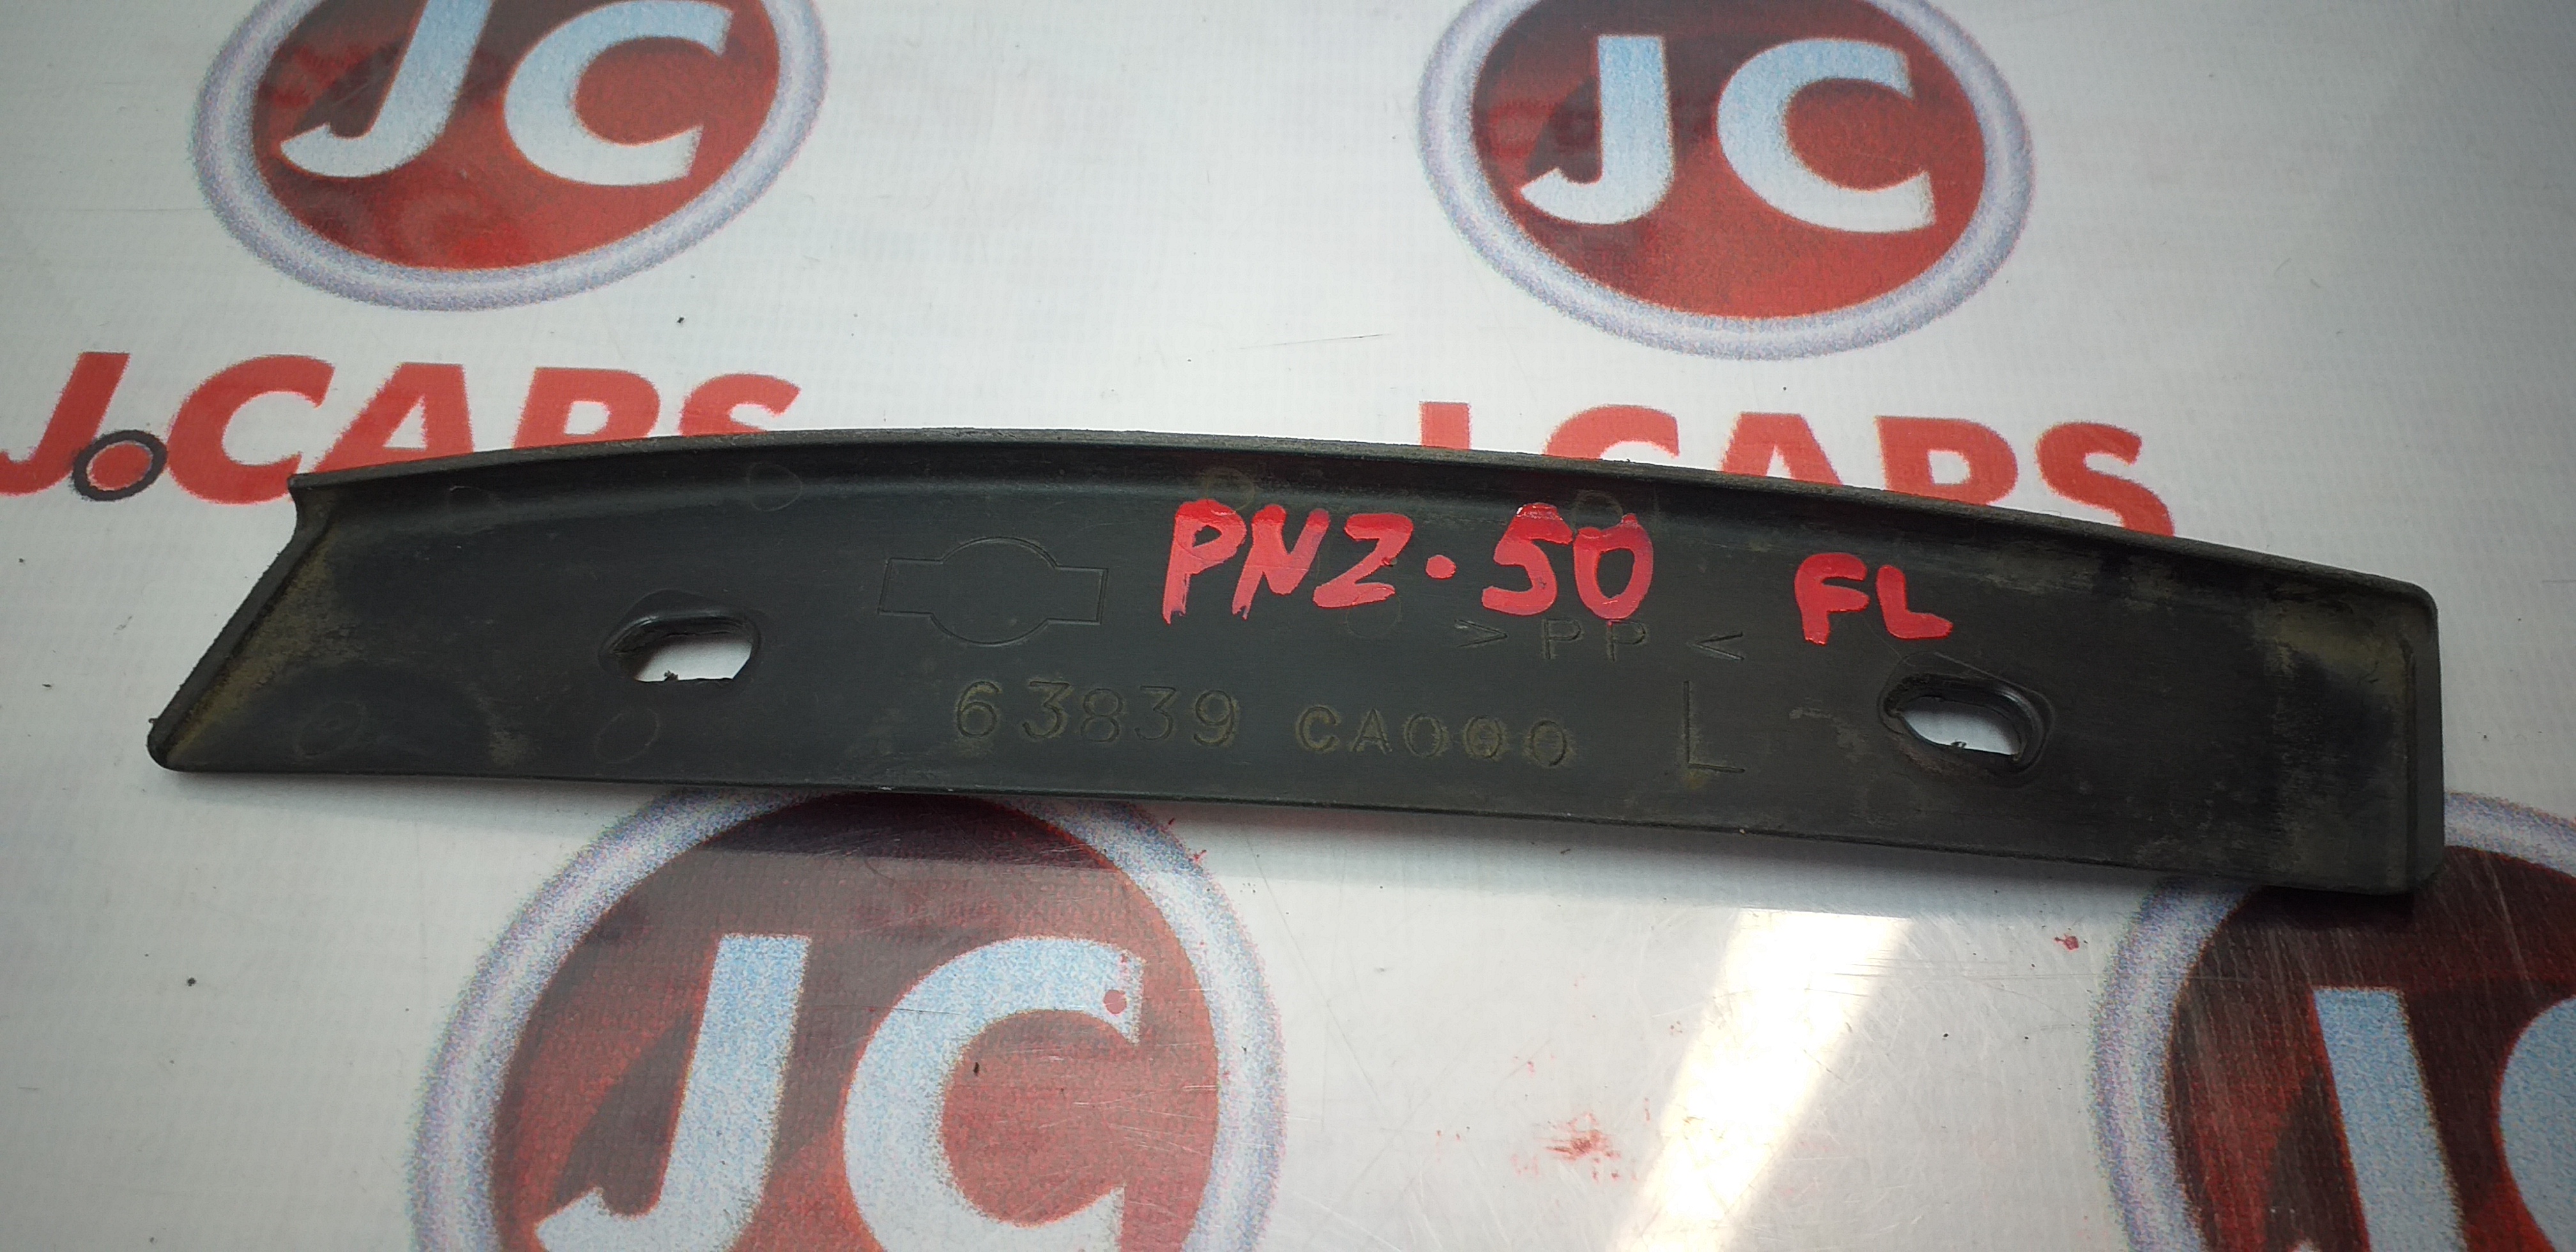 JC
JC
J.CARS
J.CARS
PNZ·50 FL
>PP<
63839 CA000 L
JC
J